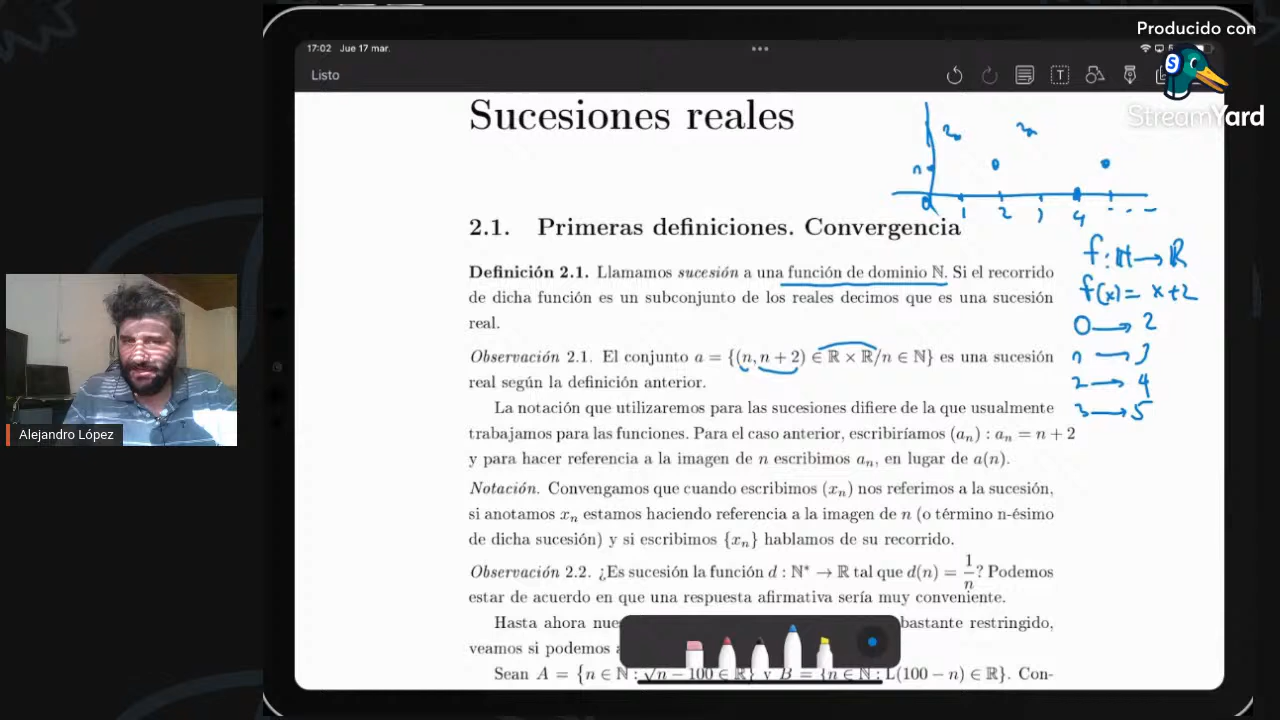 Producido con
StreamYard
17:02 Jue 17 mar.
Listo
Sucesiones reales
2.1. Primeras definiciones. Convergencia
Definición 2.1. Llamamos sucesión a una función de dominio ℕ. Si el recorrido
de dicha función es un subconjunto de los reales decimos que es una sucesión
real.
Observación 2.1. El conjunto a = {(n, n + 2) ∈ ℝ × ℝ/n ∈ ℕ} es una sucesión
real según la definición anterior.
La notación que utilizaremos para las sucesiones difiere de la que usualmente
trabajamos para las funciones. Para el caso anterior, escribiríamos (aₙ) : aₙ = n + 2
y para hacer referencia a la imagen de n escribimos aₙ, en lugar de a(n).
Notación. Convengamos que cuando escribimos (xₙ) nos referimos a la sucesión,
si anotamos xₙ estamos haciendo referencia a la imagen de n (o término n-ésimo
de dicha sucesión) y si escribimos {xₙ} hablamos de su recorrido.
Observación 2.2. ¿Es sucesión la función d : ℕ* → ℝ tal que d(n) = 1/n? Podemos
estar de acuerdo en que una respuesta afirmativa sería muy conveniente.
Hasta ahora bastante restringido,
veamos si podemos
Sean A = {n ∈ ℕ : √n − 100 ∈ ℝ} y B = {n ∈ ℕ : L(100 − n) ∈ ℝ}. Con-
0 1 2 3 4 . . .
f: ℕ → ℝ
f(x) = x+2
0 → 2
1 → 3
2 → 4
3 → 5
Alejandro López